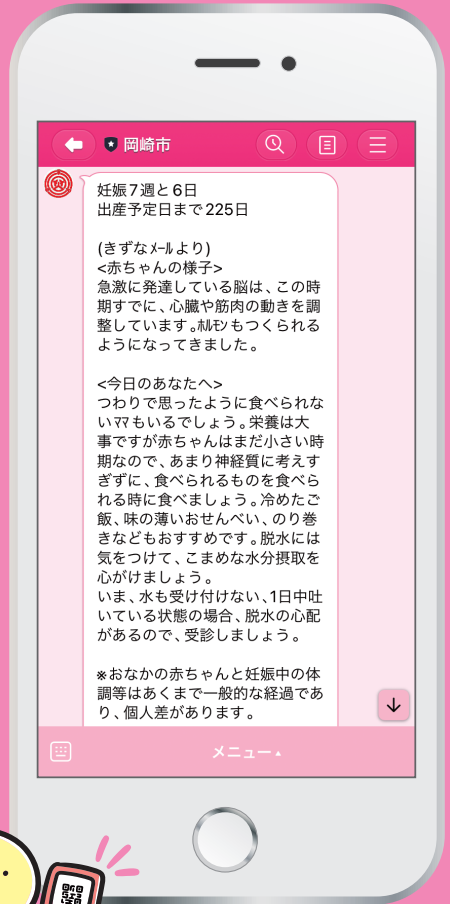 岡崎市
妊娠7週と6日
出産予定日まで225日
(きずなメールより)
<赤ちゃんの様子>
急激に発達している脳は、この時
期すでに、心臓や筋肉の動きを調
整しています。ホルモンもつくられる
ようになってきました。
<今日のあなたへ>
つわりで思ったように食べられな
いママもいるでしょう。栄養は大
事ですが赤ちゃんはまだ小さい時
期なので、あまり神経質に考えす
ぎずに、食べられるものを食べら
れる時に食べましょう。冷めたご
飯、味の薄いおせんべい、のり巻
きなどもおすすめです。脱水には
気をつけて、こまめな水分摂取を
心がけましょう。
いま、水も受け付けない、1日中吐
いている状態の場合、脱水の心配
があるので、受診しましょう。
※おなかの赤ちゃんと妊娠中の体
調等はあくまで一般的な経過であ
り、個人差があります。
メニュー▴